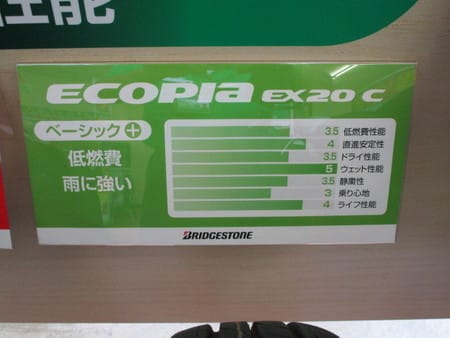 性能
ECOPIA EX20 C
ベーシック+
低燃費
雨に強い
3.5 低燃費性能
4 直進安定性
3.5 ドライ性能
5 ウェット性能
3.5 静粛性
3 乗り心地
4 ライフ性能
BRIDGESTONE